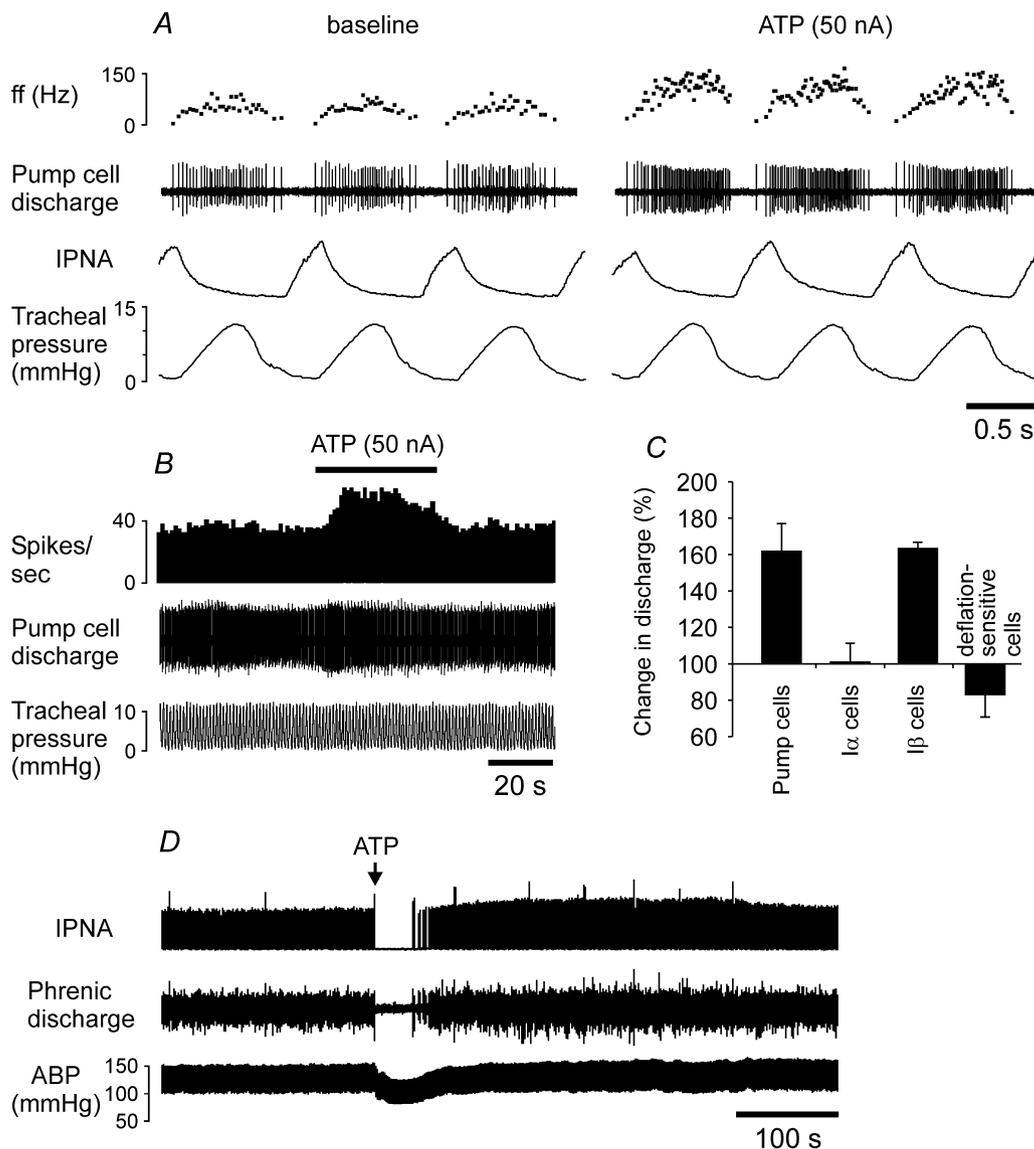 A
baseline
ATP (50 nA)
ff (Hz)
150
0
Pump cell
discharge
IPNA
Tracheal
pressure
(mmHg)
15
0
0.5 s
B
ATP (50 nA)
Spikes/
sec
40
0
Pump cell
discharge
Tracheal
pressure
(mmHg)
10
0
20 s
C
Change in discharge (%)
200
180
160
140
120
100
80
60
Pump cells
Iα cells
Iβ cells
deflation-
sensitive
cells
D
ATP
IPNA
Phrenic
discharge
ABP
(mmHg)
150
100
50
100 s